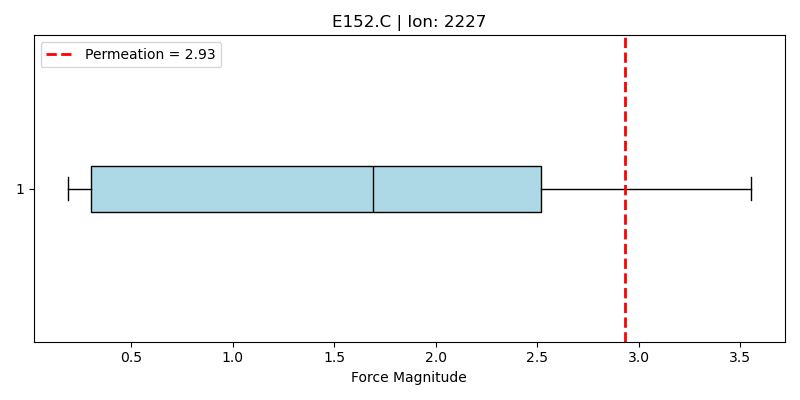 E152.C | Ion: 2227
Permeation = 2.93
1
0.5 1.0 1.5 2.0 2.5 3.0 3.5
Force Magnitude